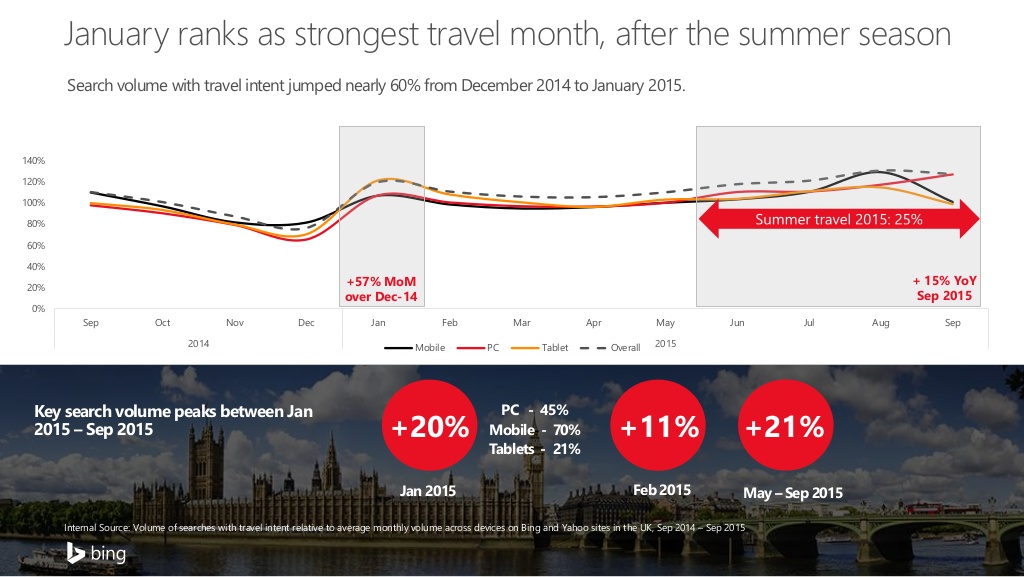 January ranks as strongest travel month, after the summer season
Search volume with travel intent jumped nearly 60% from December 2014 to January 2015.
140%
120%
100%
80%
60%
40%
20%
0%
+57% MoM
over Dec-14
Summer travel 2015: 25%
+ 15% YoY
Sep 2015
Sep Oct Nov Dec Jan Feb Mar Apr May Jun Jul Aug Sep
2014 2015
Mobile PC Tablet Overall
Key search volume peaks between Jan
2015 – Sep 2015
+20%
Jan 2015
PC - 45%
Mobile - 70%
Tablets - 21%
+11%
Feb 2015
+21%
May – Sep 2015
Internal Source: Volume of searches with travel intent relative to average monthly volume across devices on Bing and Yahoo sites in the UK, Sep 2014 – Sep 2015
bing